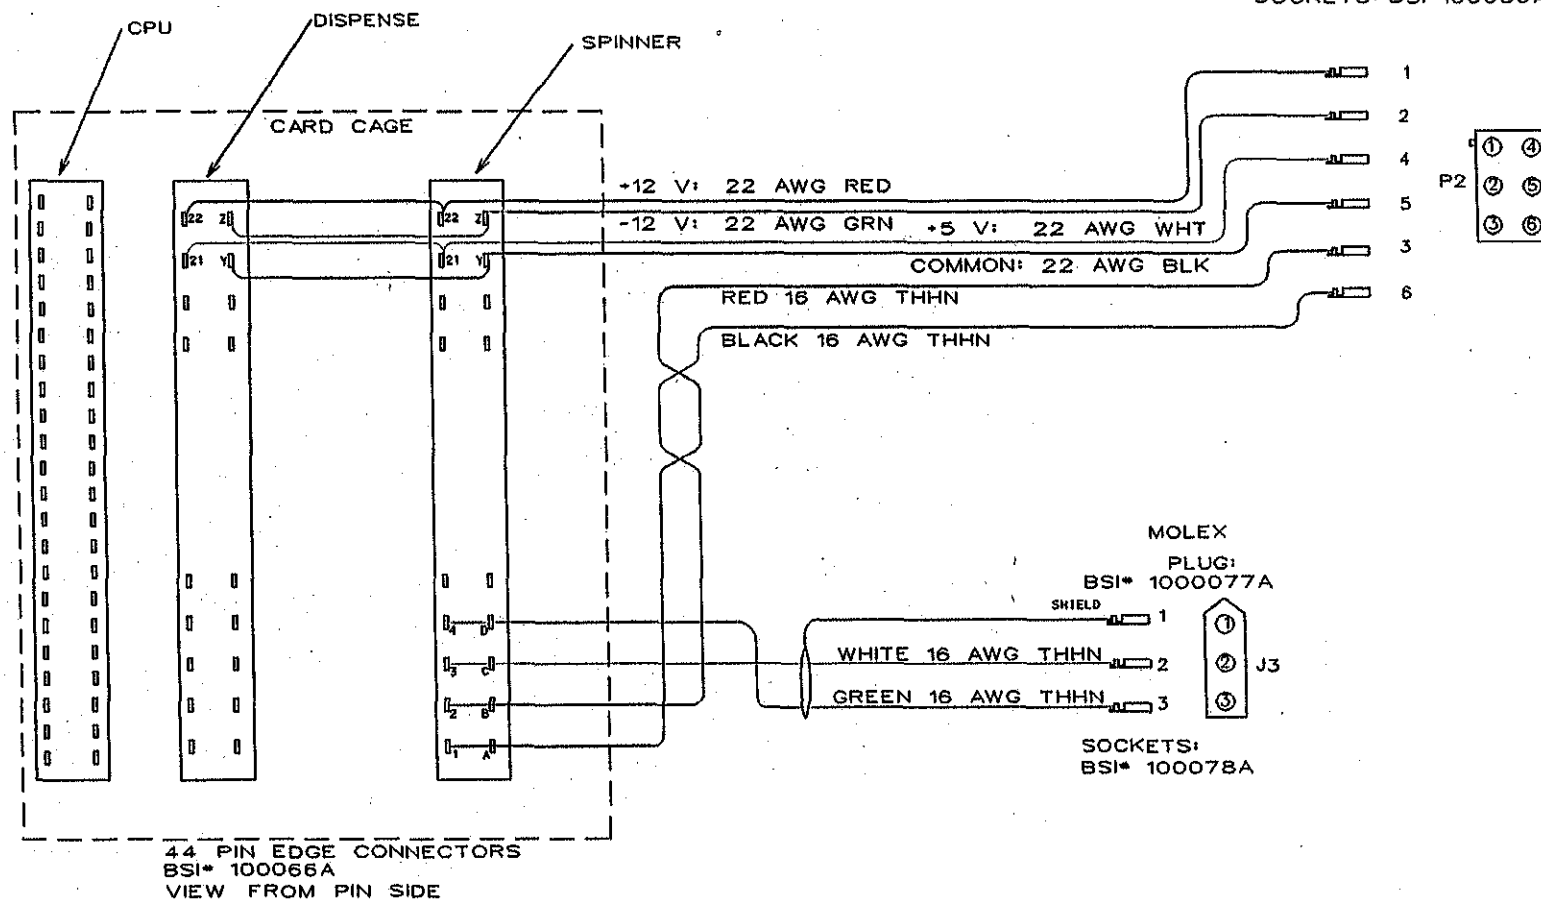 CPU
DISPENSE
SPINNER
CARD CAGE
1
2
4
5
3
6
P2
1 4
2 5
3 6
22 Z
22 Z
21 Y
21 Y
+12 V: 22 AWG RED
-12 V: 22 AWG GRN
+5 V: 22 AWG WHT
COMMON: 22 AWG BLK
RED 16 AWG THHN
BLACK 16 AWG THHN
MOLEX
PLUG:
BSI* 1000077A
SHIELD
1
WHITE 16 AWG THHN
2
GREEN 16 AWG THHN
3
1
2
3
J3
4 D
3 C
2 B
1 A
SOCKETS:
BSI* 100078A
44 PIN EDGE CONNECTORS
BSI* 100066A
VIEW FROM PIN SIDE